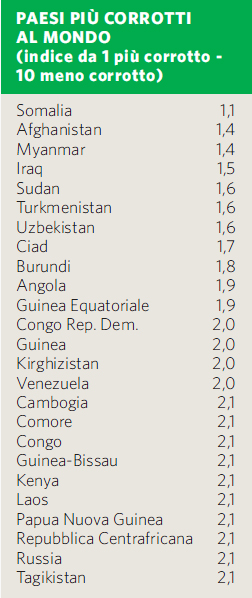 PAESI PIÙ CORROTTI
AL MONDO
(indice da 1 più corrotto -
10 meno corrotto)
Somalia 1,1
Afghanistan 1,4
Myanmar 1,4
Iraq 1,5
Sudan 1,6
Turkmenistan 1,6
Uzbekistan 1,6
Ciad 1,7
Burundi 1,8
Angola 1,9
Guinea Equatoriale 1,9
Congo Rep. Dem. 2,0
Guinea 2,0
Kirghizistan 2,0
Venezuela 2,0
Cambogia 2,1
Comore 2,1
Congo 2,1
Guinea-Bissau 2,1
Kenya 2,1
Laos 2,1
Papua Nuova Guinea 2,1
Repubblica Centrafricana 2,1
Russia 2,1
Tagikistan 2,1